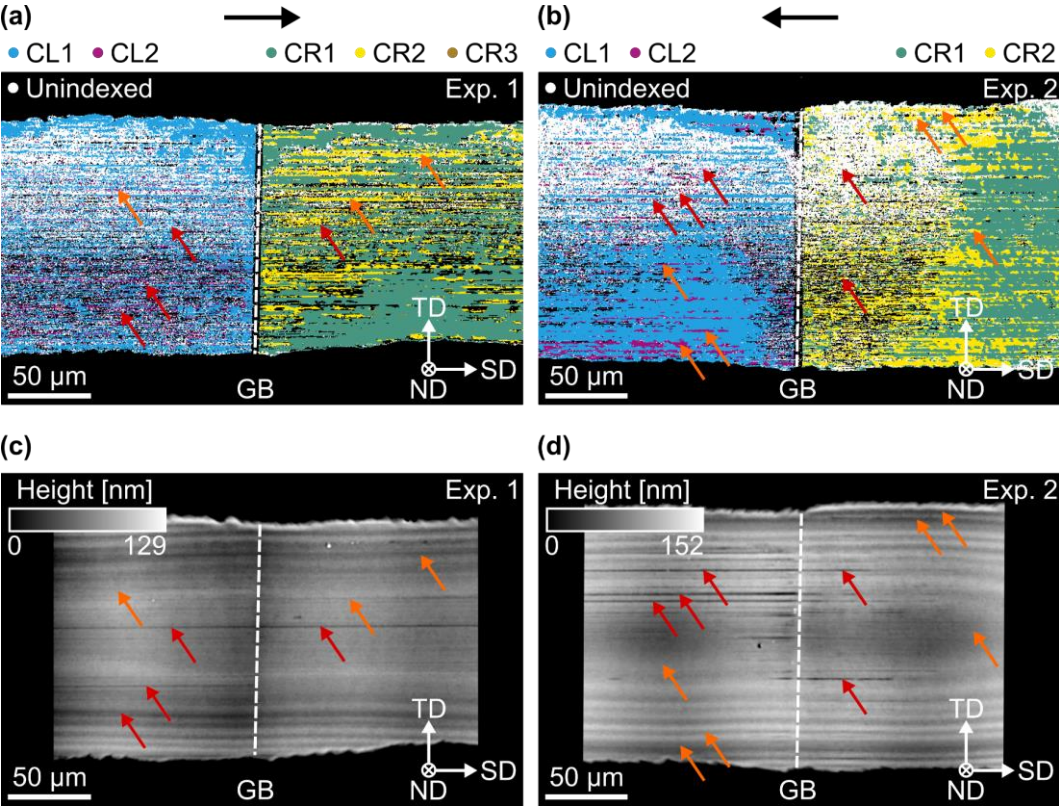 (a)
CL1 CL2 CR1 CR2 CR3
Unindexed Exp. 1
TD
SD
50 µm
GB ND
(b)
CL1 CL2 CR1 CR2
Unindexed Exp. 2
TD
SD
50 µm
GB ND
(c)
Height [nm] Exp. 1
0 129
TD
SD
50 µm
GB ND
(d)
Height [nm] Exp. 2
0 152
TD
SD
50 µm
GB ND